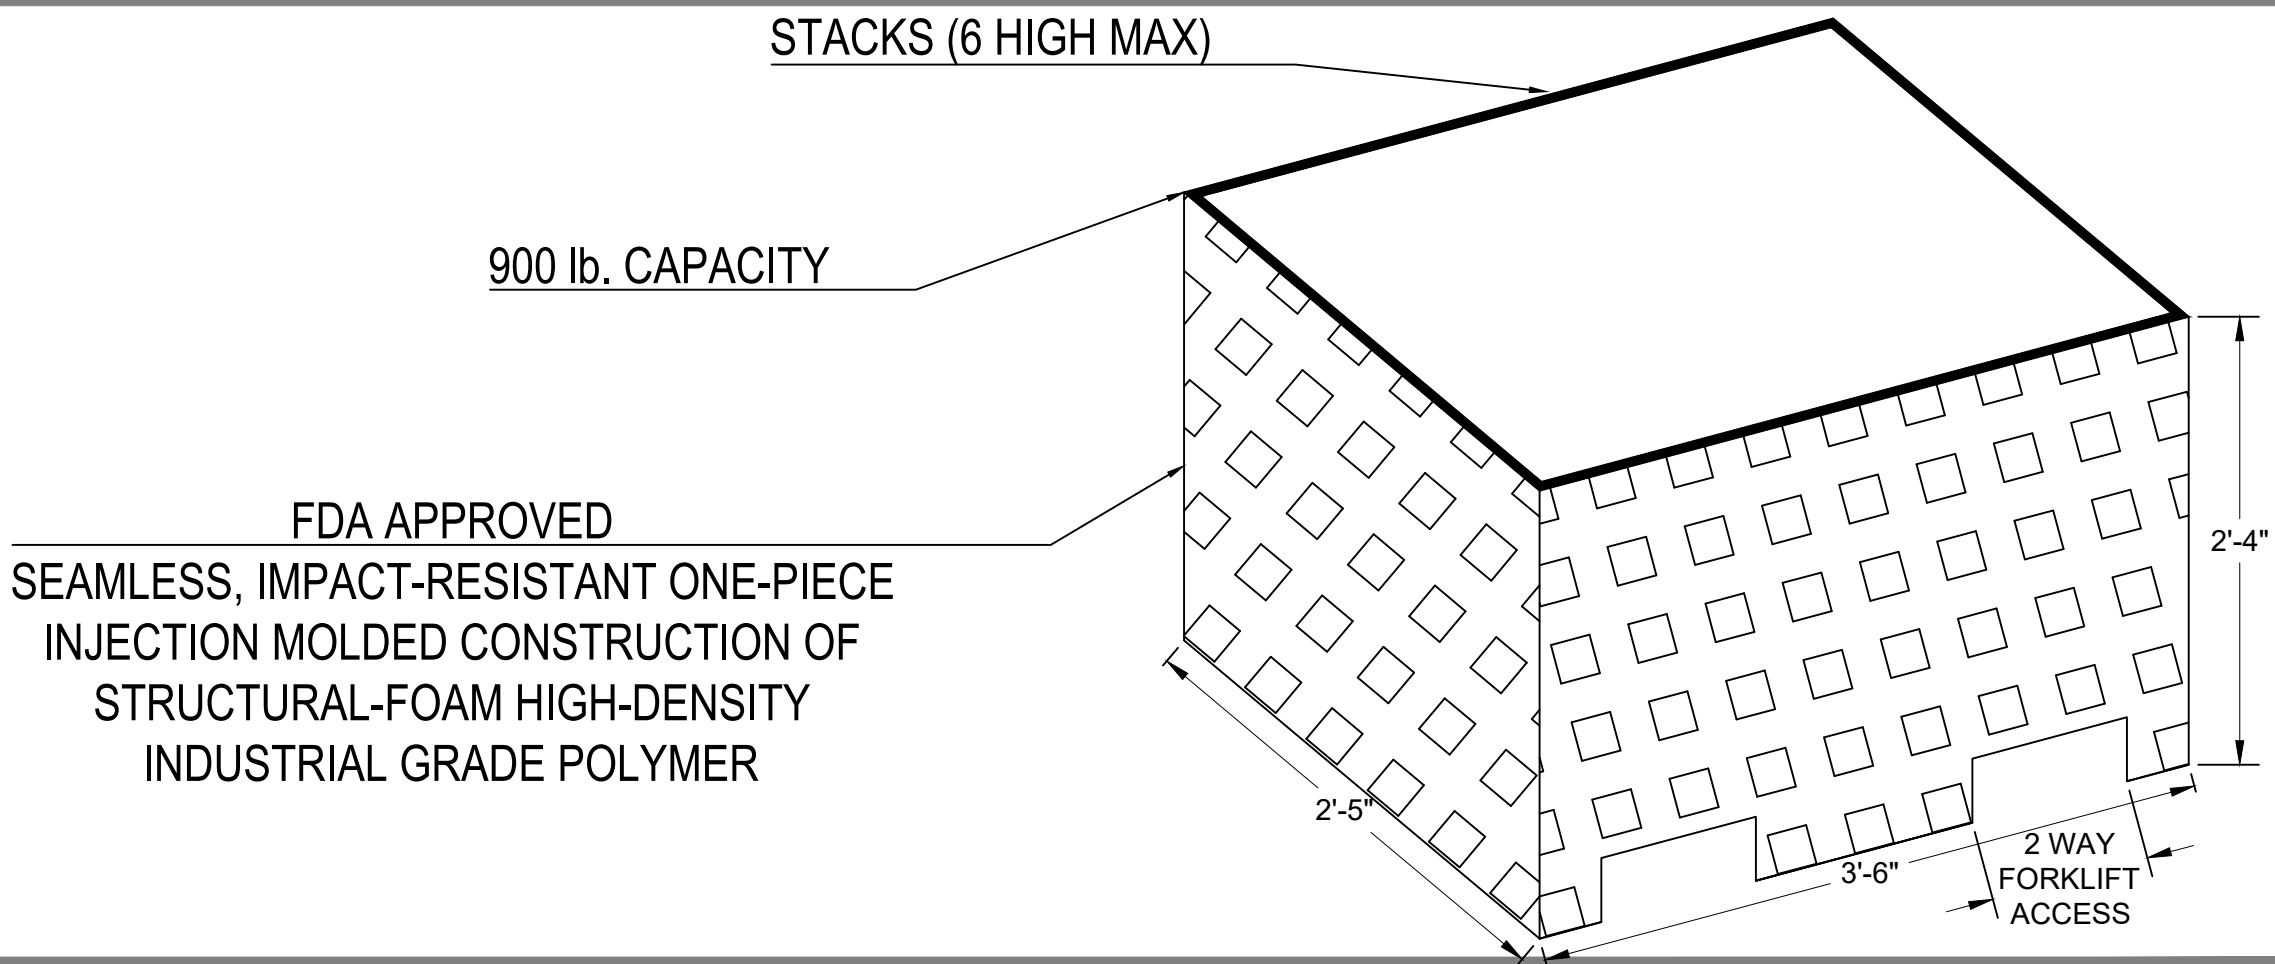 STACKS (6 HIGH MAX)
900 lb. CAPACITY
FDA APPROVED
SEAMLESS, IMPACT-RESISTANT ONE-PIECE
INJECTION MOLDED CONSTRUCTION OF
STRUCTURAL-FOAM HIGH-DENSITY
INDUSTRIAL GRADE POLYMER
2'-4"
2'-5"
3'-6"
2 WAY
FORKLIFT
ACCESS